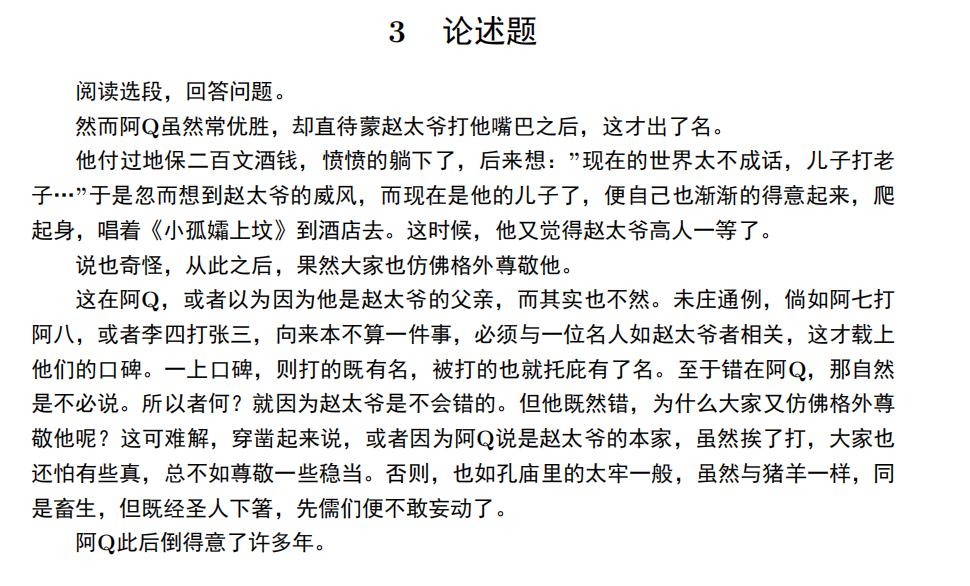 3 论述题
阅读选段，回答问题。
然而阿Q虽然常优胜，却直待蒙赵太爷打他嘴巴之后，这才出了名。
他付过地保二百文酒钱，愤愤的躺下了，后来想：”现在的世界太不成话，儿子打老
子…”于是忽而想到赵太爷的威风，而现在是他的儿子了，便自己也渐渐的得意起来，爬
起身，唱着《小孤孀上坟》到酒店去。这时候，他又觉得赵太爷高人一等了。
说也奇怪，从此之后，果然大家也仿佛格外尊敬他。
这在阿Q，或者以为因为他是赵太爷的父亲，而其实也不然。未庄通例，倘如阿七打
阿八，或者李四打张三，向来本不算一件事，必须与一位名人如赵太爷者相关，这才载上
他们的口碑。一上口碑，则打的既有名，被打的也就托庇有了名。至于错在阿Q，那自然
是不必说。所以者何？就因为赵太爷是不会错的。但他既然错，为什么大家又仿佛格外尊
敬他呢？这可难解，穿凿起来说，或者因为阿Q说是赵太爷的本家，虽然挨了打，大家也
还怕有些真，总不如尊敬一些稳当。否则，也如孔庙里的太牢一般，虽然与猪羊一样，同
是畜生，但既经圣人下箸，先儒们便不敢妄动了。
阿Q此后倒得意了许多年。